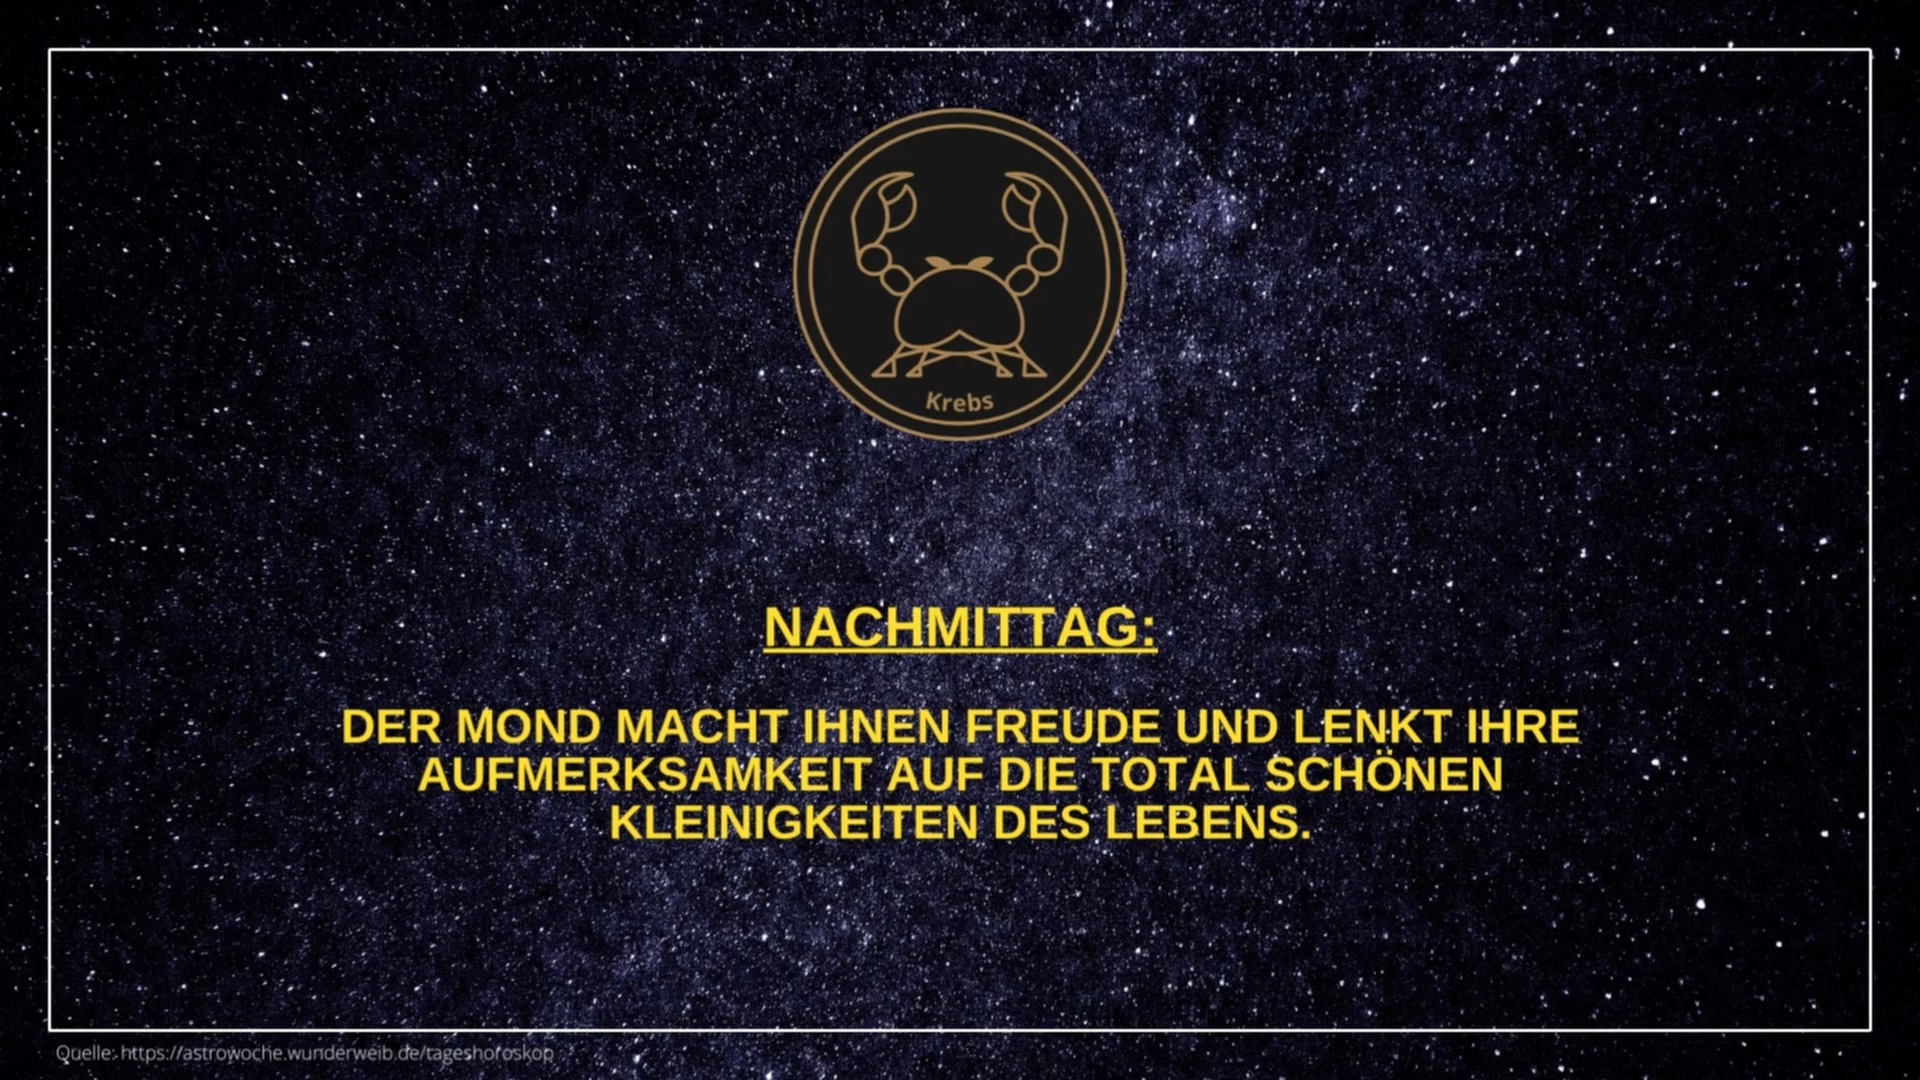 Krebs
NACHMITTAG:
DER MOND MACHT IHNEN FREUDE UND LENKT IHRE
AUFMERKSAMKEIT AUF DIE TOTAL SCHÖNEN
KLEINIGKEITEN DES LEBENS.
Quelle: https://astrowoche.wunderweib.de/tageshoroskop